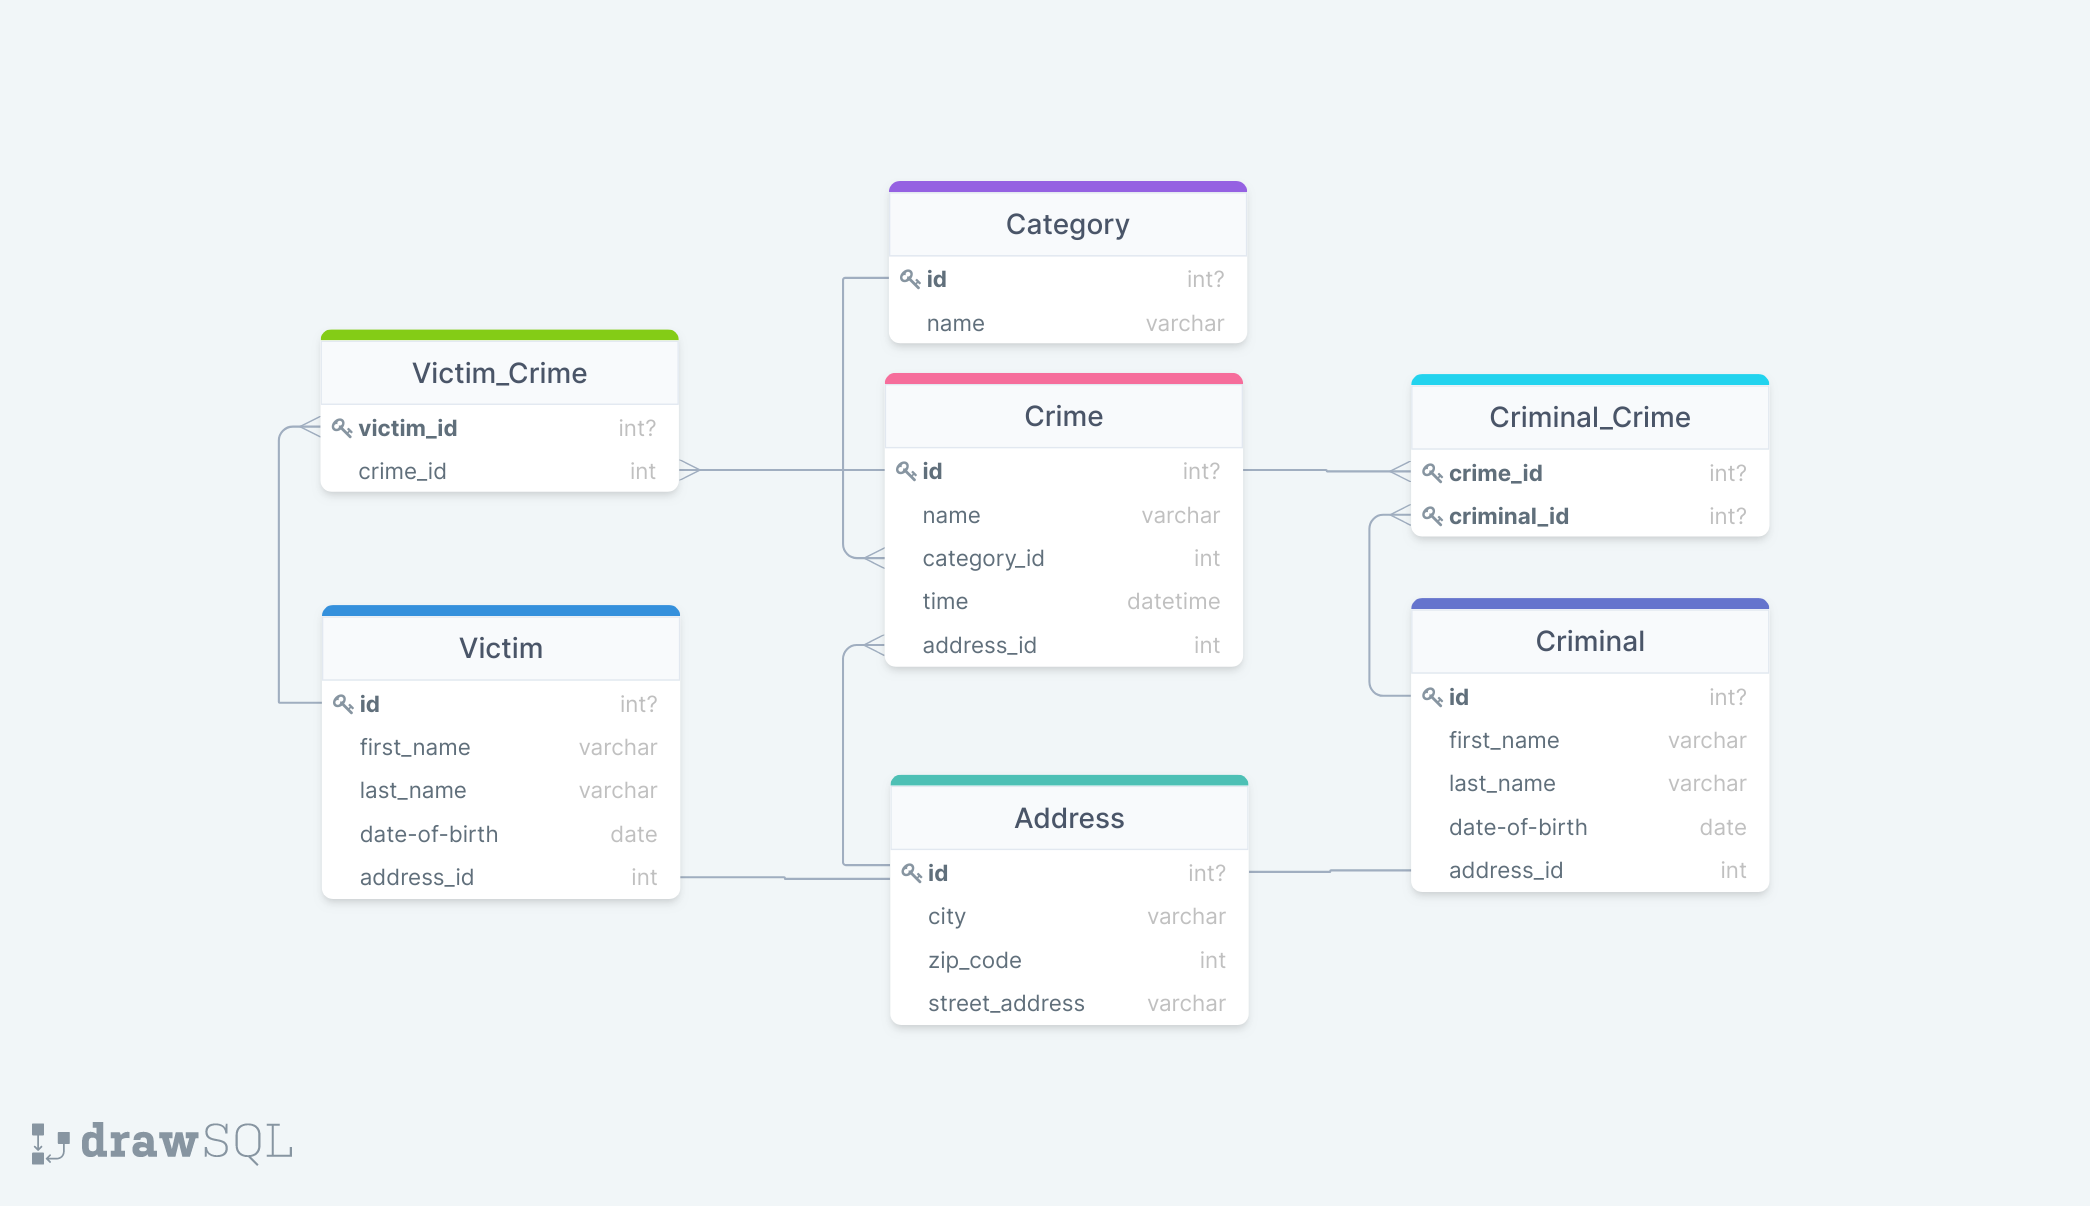 Category
id int?
name varchar
Victim_Crime
victim_id int?
crime_id int
Crime
id int?
name varchar
category_id int
time datetime
address_id int
Criminal_Crime
crime_id int?
criminal_id int?
Victim
id int?
first_name varchar
last_name varchar
date-of-birth date
address_id int
Criminal
id int?
first_name varchar
last_name varchar
date-of-birth date
address_id int
Address
id int?
city varchar
zip_code int
street_address varchar
drawSQL